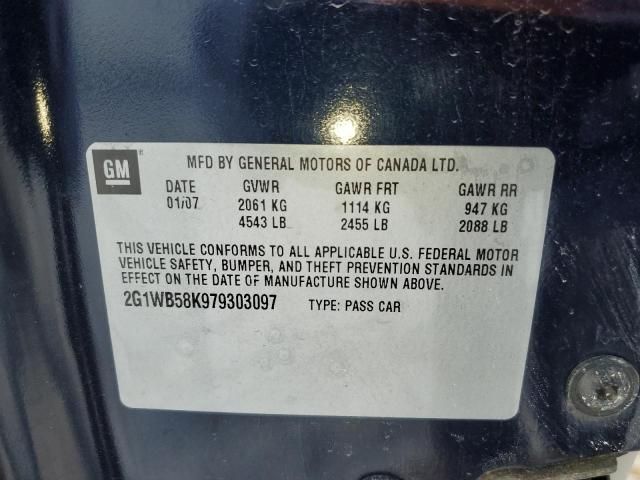 GM ® MFD BY GENERAL MOTORS OF CANADA LTD.
DATE GVWR GAWR FRT GAWR RR
01/07 2061 KG 1114 KG 947 KG
4543 LB 2455 LB 2088 LB
THIS VEHICLE CONFORMS TO ALL APPLICABLE U.S. FEDERAL MOTOR
VEHICLE SAFETY, BUMPER, AND THEFT PREVENTION STANDARDS IN
EFFECT ON THE DATE OF MANUFACTURE SHOWN ABOVE.
2G1WB58K979303097 TYPE: PASS CAR